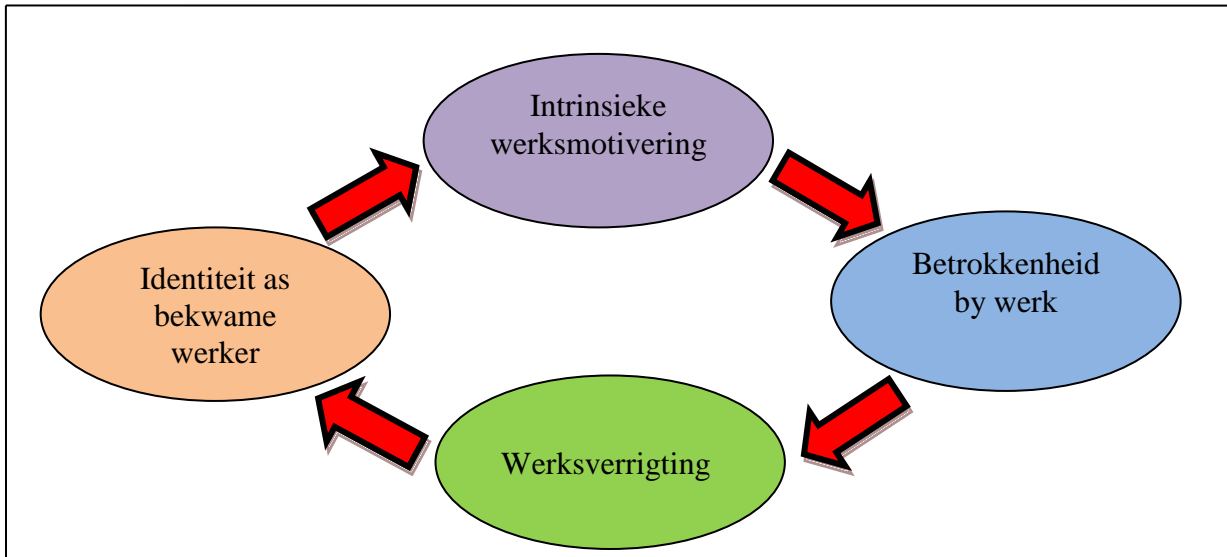 Intrinsieke
werksmotivering
Betrokkenheid
by werk
Werksverrigting
Identiteit as
bekwame
werker